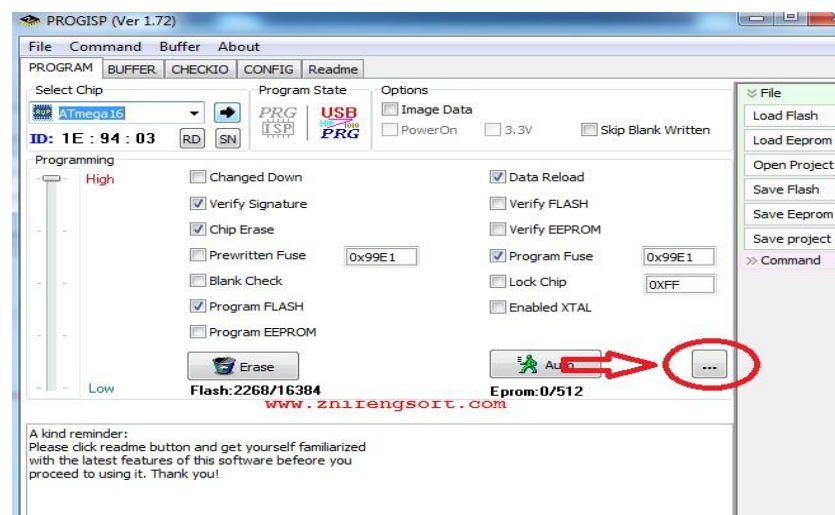 PROGISP (Ver 1.72)
File Command Buffer About
PROGRAM BUFFER CHECKIO CONFIG Readme
Select Chip Program State Options
ATmega16 PRG ISP USB PRG Image Data
PowerOn 3.3V Skip Blank Written
ID: 1E : 94 : 03 RD SN
Programming
High Changed Down Data Reload
Verify Signature Verify FLASH
Chip Erase Verify EEPROM
Prewritten Fuse 0x99E1 Program Fuse 0x99E1
Blank Check Lock Chip 0XFF
Program FLASH Enabled XTAL
Program EEPROM
Erase ...
Low Flash:2268/16384 Eprom:0/512
www.zhifengsoft.com
A kind reminder:
Please click readme button and get yourself familiarized
with the latest features of this software befeore you
proceed to using it. Thank you!
File
Load Flash
Load Eeprom
Open Project
Save Flash
Save Eeprom
Save project
Command